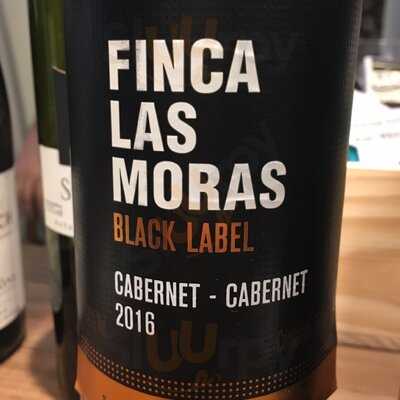 FINCA
LAS
MORAS
BLACK LABEL
CABERNET - CABERNET
2016